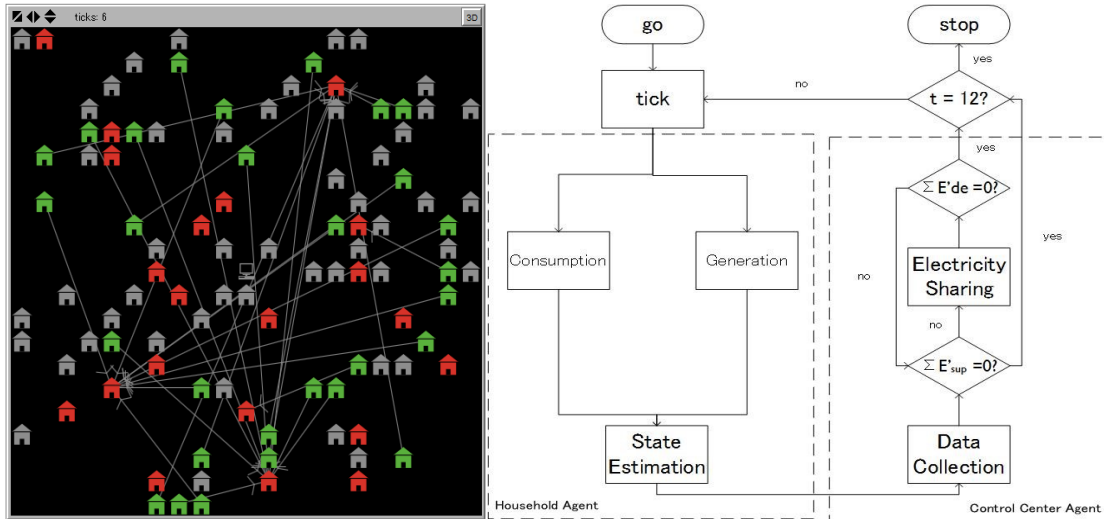 ticks: 6
3D
go
stop
yes
no
tick
t = 12?
yes
∑ E'de =0?
yes
Consumption
Generation
no
Electricity
Sharing
no
∑ E'sup =0?
State
Estimation
Data
Collection
Household Agent
Control Center Agent